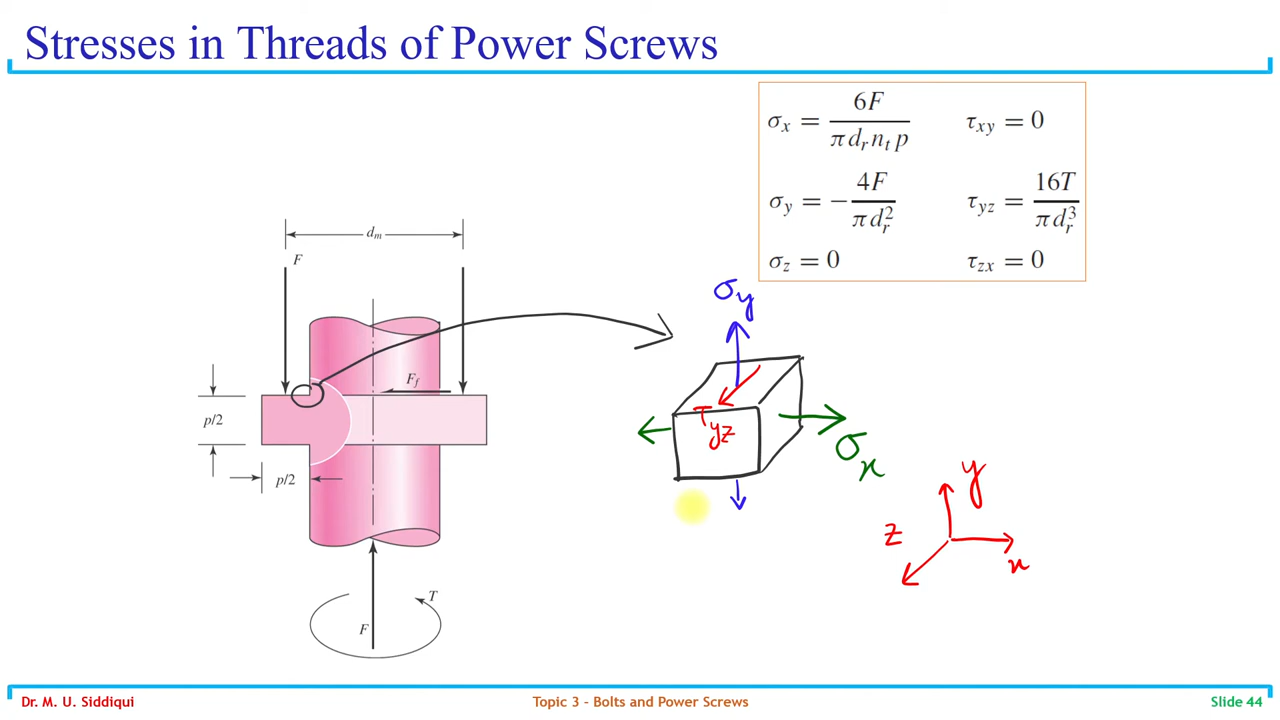 Stresses in Threads of Power Screws
σx = 6F / π dr nt p    τxy = 0
σy = − 4F / π dr²    τyz = 16T / π dr³
σz = 0    τzx = 0
dm
F
Ff
p/2
p/2
T
F
σy
τyz
σx
y
z
x
Dr. M. U. Siddiqui
Topic 3 - Bolts and Power Screws
Slide 44